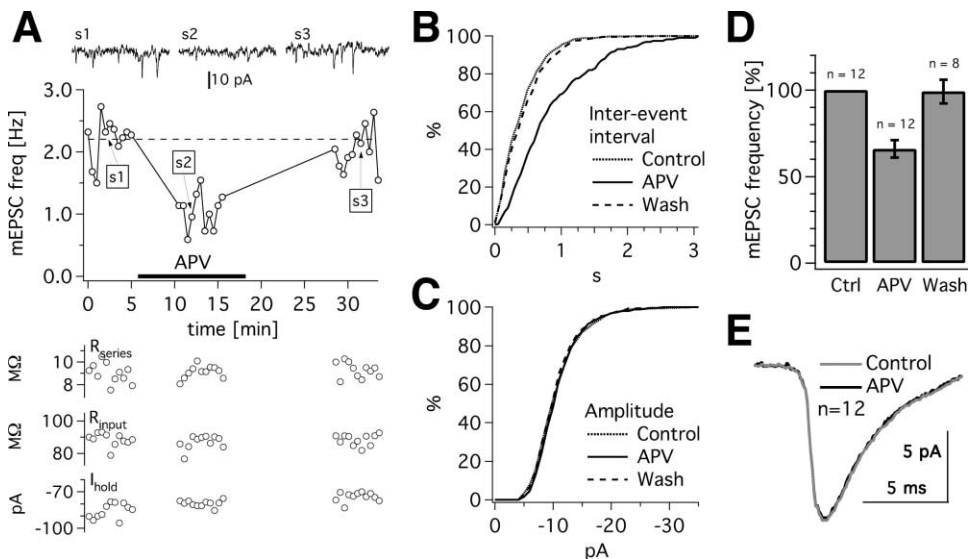 A
s1
s2
s3
10 pA
mEPSC freq [Hz]
3.0
2.0
1.0
0.0
s1
s2
s3
APV
0 5 10 15 20 25 30
time [min]
MΩ
10
8
Rseries
MΩ
100
80
Rinput
pA
-70
-100
Ihold
B
%
100
80
60
40
20
0
Inter-event
interval
Control
APV
Wash
0 1 2 3
s
C
%
100
80
60
40
20
0
Amplitude
Control
APV
Wash
0 -10 -20 -30
pA
D
mEPSC frequency [%]
100%
50%
0%
n = 12
n = 12
n = 8
Ctrl APV Wash
E
Control
APV
n=12
5 pA
5 ms